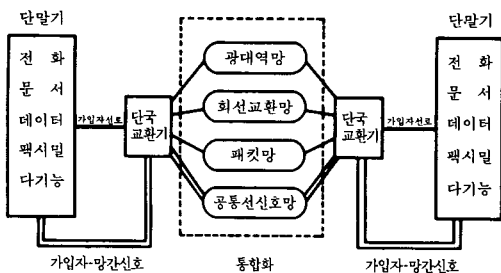 단말기
전 화
문 서
데이터
팩시밀
다기능
가입자선로
단국
교환기
광대역망
회선교환망
패킷망
공통선신호망
단국
교환기
가입자선로
단말기
전 화
문 서
데이터
팩시밀
다기능
가입자-망간신호
통합화
가입자-망간신호